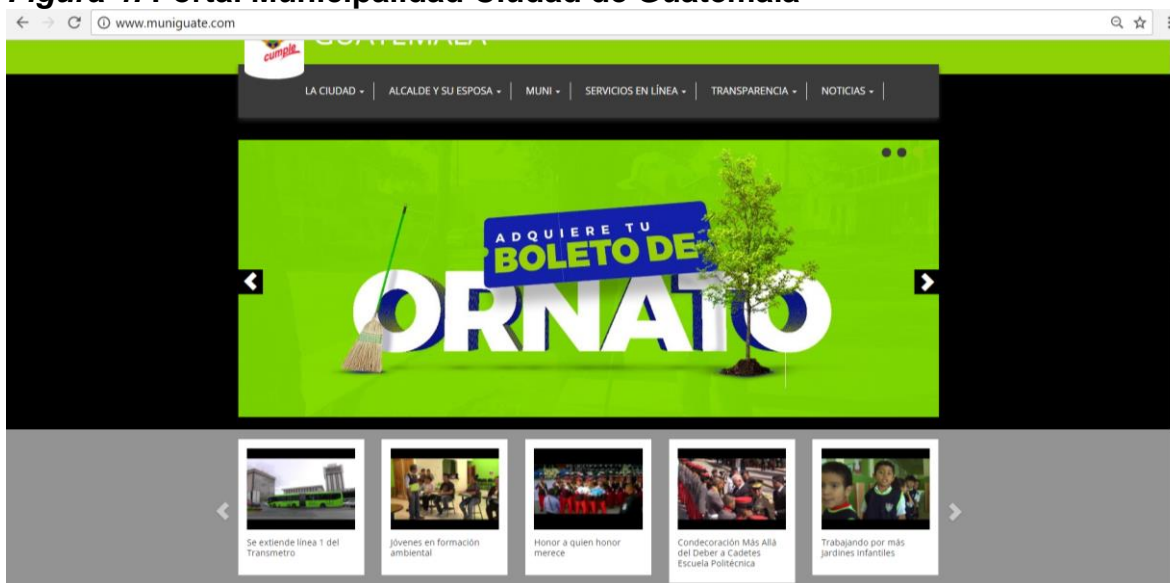 Figura 4. Portal Municipalidad Ciudad de Guatemala
www.muniguate.com
cumple
GUATEMALA
LA CIUDAD
ALCALDE Y SU ESPOSA
MUNI
SERVICIOS EN LÍNEA
TRANSPARENCIA
NOTICIAS
ADQUIERE TU
BOLETO DE
ORNATO
Se extiende línea 1 del
Transmetro
Jóvenes en formación
ambiental
Honor a quien honor
merece
Condecoración Más Allá
del Deber a Cadetes
Escuela Politécnica
Trabajando por más
Jardines Infantiles